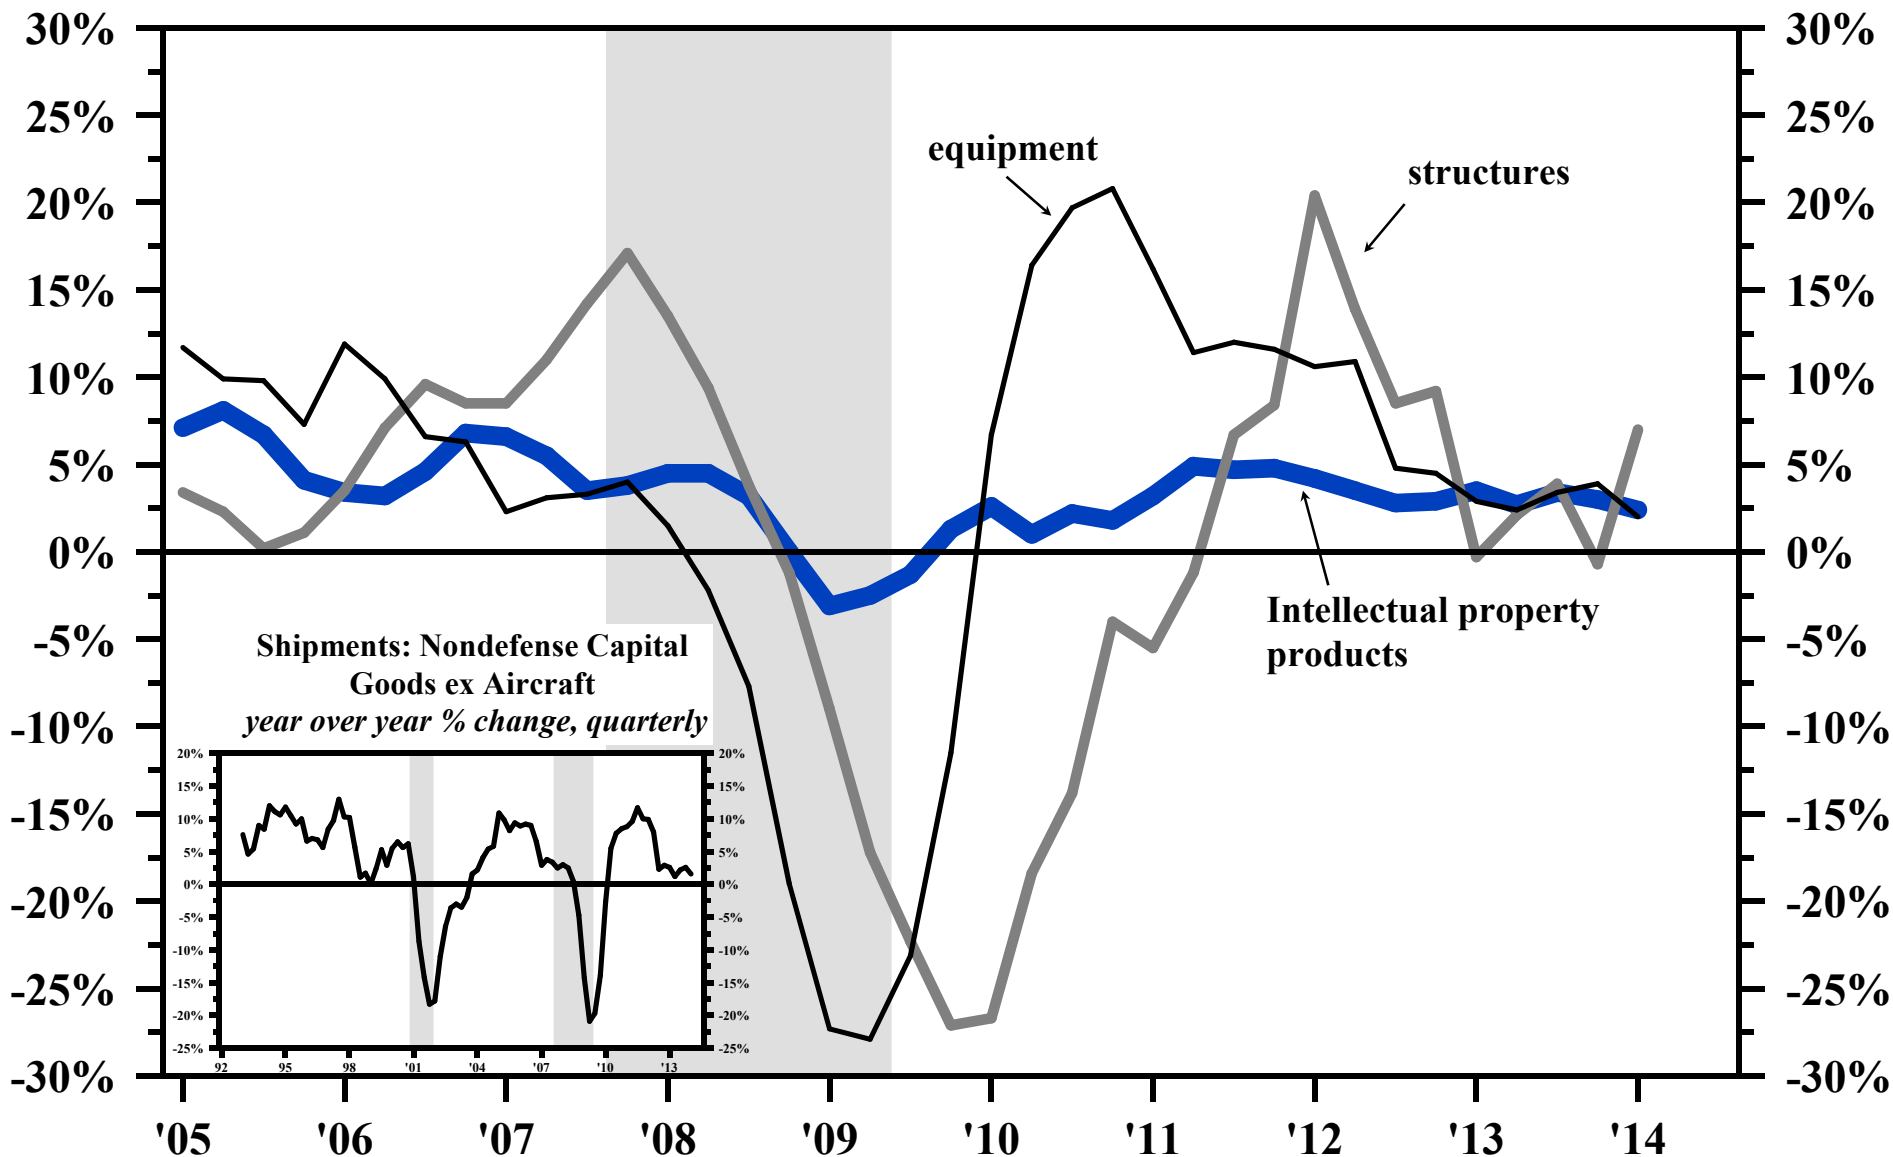 30% 30%
25% 25%
equipment
structures
20% 20%
15% 15%
10% 10%
5% 5%
0% 0%
Intellectual property
products
-5% -5%
Shipments: Nondefense Capital
Goods ex Aircraft
year over year % change, quarterly
-10% -10%
20% 20%
15% 15%
10% 10%
5% 5%
0% 0%
-5% -5%
-10% -10%
-15% -15%
-20% -20%
-25% -25%
92 95 98 '01 '04 '07 '10 '13
-15% -15%
-20% -20%
-25% -25%
-30% -30%
'05 '06 '07 '08 '09 '10 '11 '12 '13 '14